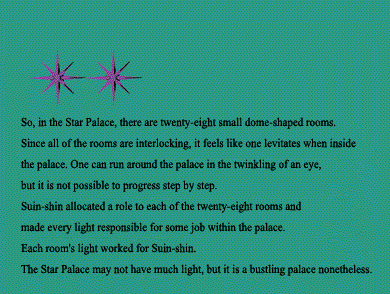 So, in the Star Palace, there are twenty-eight small dome-shaped rooms.
Since all of the rooms are interlocking, it feels like one levitates when inside
the palace. One can run around the palace in the twinkling of an eye,
but it is not possible to progress step by step.
Suin-shin allocated a role to each of the twenty-eight rooms and
made every light responsible for some job within the palace.
Each room's light worked for Suin-shin.
The Star Palace may not have much light, but it is a bustling palace nonetheless.